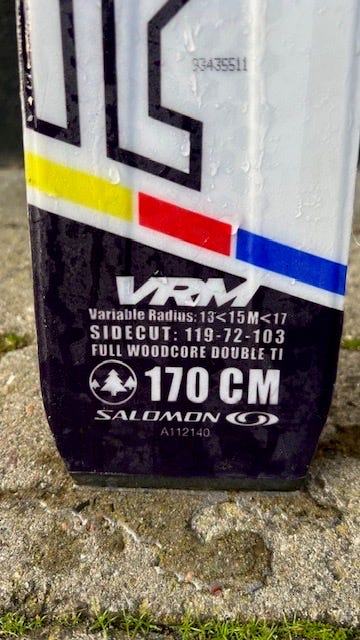 93435511
VRM
Variable Radius: 13<15M<17
SIDECUT: 119-72-103
FULL WOODCORE DOUBLE TI
170 CM
SALOMON
A112140